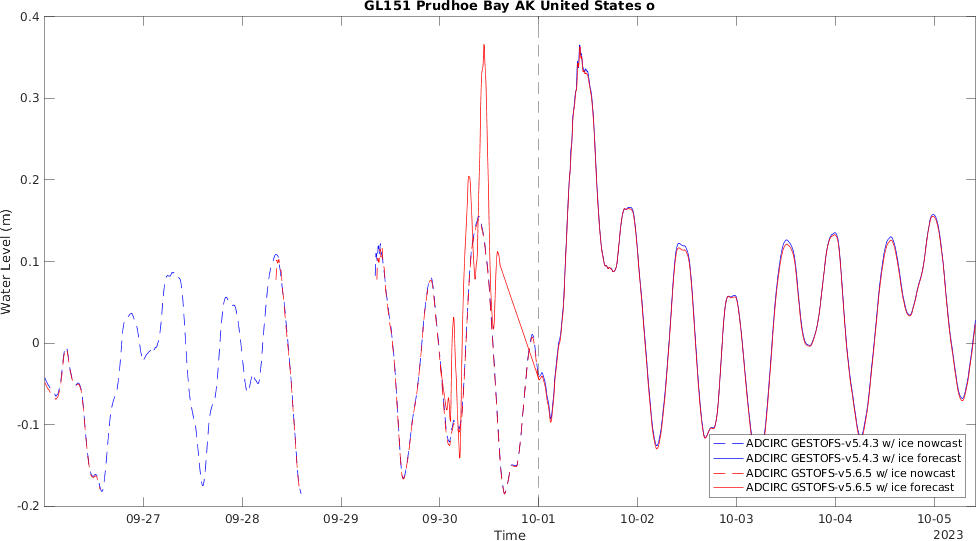 GL151 Prudhoe Bay AK United States o
0.4
0.3
0.2
0.1
0
-0.1
-0.2
Water Level (m)
09-27 09-28 09-29 09-30 10-01 10-02 10-03 10-04 10-05
Time 2023
ADCIRC GESTOFS-v5.4.3 w/ ice nowcast
ADCIRC GESTOFS-v5.4.3 w/ ice forecast
ADCIRC GSTOFS-v5.6.5 w/ ice nowcast
ADCIRC GSTOFS-v5.6.5 w/ ice forecast